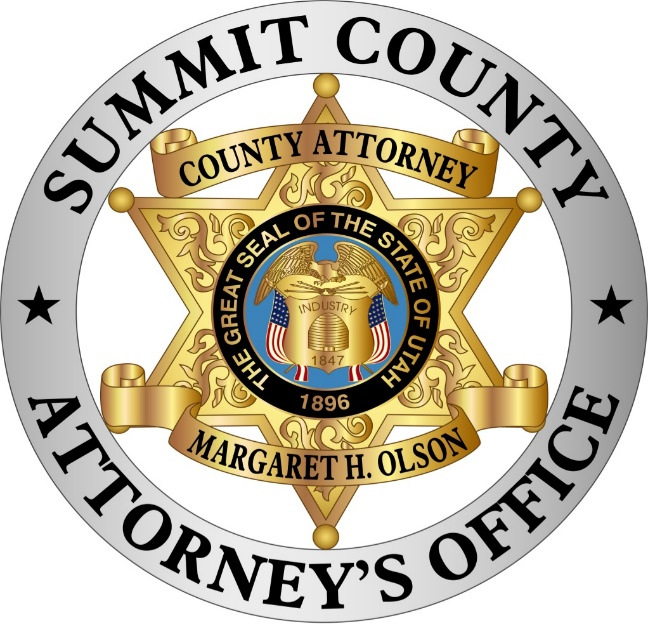 SUMMIT COUNTY
COUNTY ATTORNEY
THE GREAT SEAL OF THE STATE OF UTAH
INDUSTRY
1847
1896
MARGARET H. OLSON
ATTORNEY'S OFFICE